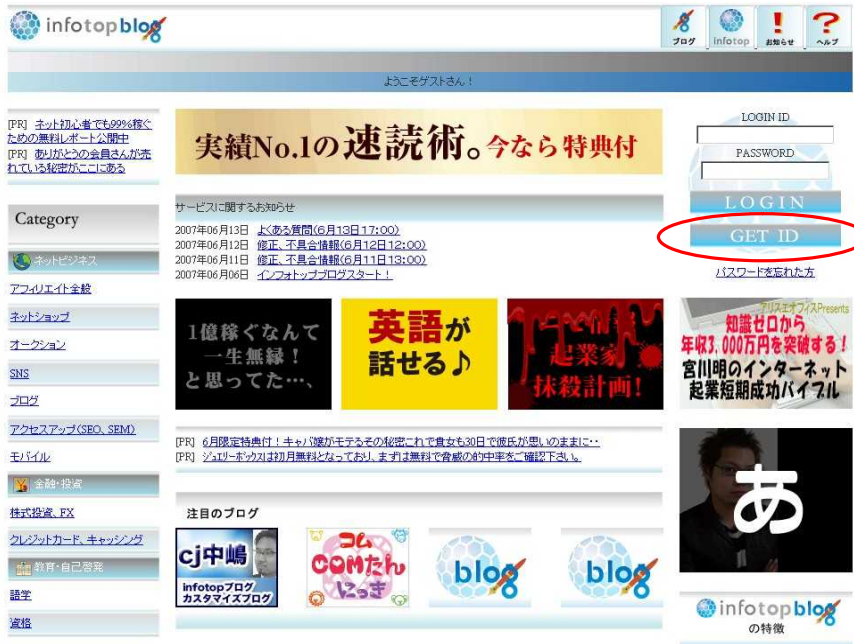 infotopblog
ブログ
infotop
お知らせ
ヘルプ
ようこそゲストさん！
[PR] ネット初心者でも99%稼ぐ
ための無料レポート公開中
[PR] ありがとうの会員さんが売
れている秘密がここにある
実績No.1の速読術。今なら特典付
LOGIN ID
PASSWORD
LOGIN
GET ID
パスワードを忘れた方
Category
ネットビジネス
アフィリエイト全般
ネットショップ
オークション
SNS
ブログ
アクセスアップ(SEO、SEM)
モバイル
金融・投資
株式投資、FX
クレジットカード、キャッシング
教育・自己啓発
語学
資格
サービスに関するお知らせ
2007年06月13日 よくある質問(6月13日17:00)
2007年06月12日 修正、不具合情報(6月12日12:00)
2007年06月11日 修正、不具合情報(6月11日13:00)
2007年06月06日 インフォトップブログスタート！
1億稼ぐなんて
一生無縁！
と思ってた…、
英語が
話せる♪
起業家
抹殺計画!
アリスエオフィスPresents
知識ゼロから
年収3,000万円を突破する！
宮川明のインターネット
起業短期成功バイブル
[PR] 6月限定特典付！キャバ嬢がモテるその秘密これで貴女も30日で彼氏が思いのままに・・
[PR] ジュエリーボックスは初月無料となっており、まずは無料で脅威の的中率をご確認下さい。
注目のブログ
cj中嶋
infotopブログ
カスタマイズブログ
コム
COMたん
にっき
blog
blog
あ
infotopblog
の特徴